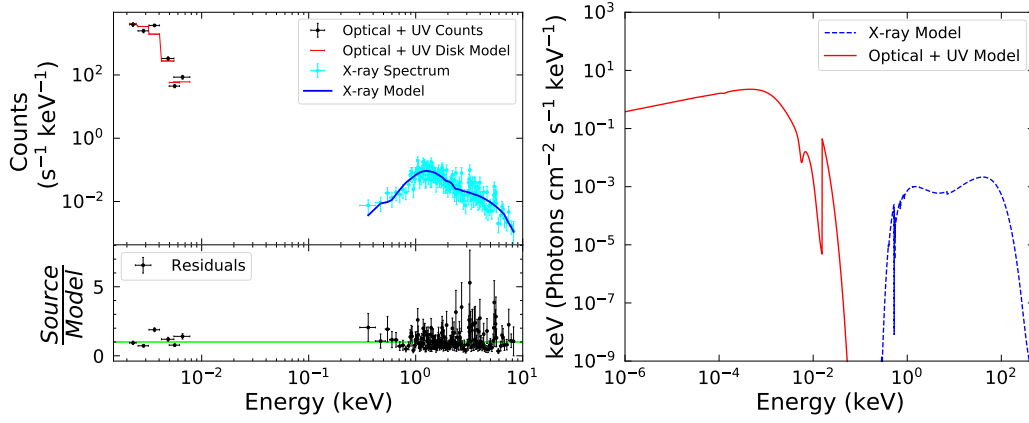 10²
10⁰
10⁻²
Counts
(s⁻¹ keV⁻¹)
Optical + UV Counts
Optical + UV Disk Model
X-ray Spectrum
X-ray Model
5
0
Source
Model
Residuals
10⁻²
10⁻¹
10⁰
10¹
Energy (keV)
10³
10¹
10⁻¹
10⁻³
10⁻⁵
10⁻⁷
10⁻⁹
keV (Photons cm⁻² s⁻¹ keV⁻¹)
X-ray Model
Optical + UV Model
10⁻⁶
10⁻⁴
10⁻²
10⁰
10²
Energy (keV)